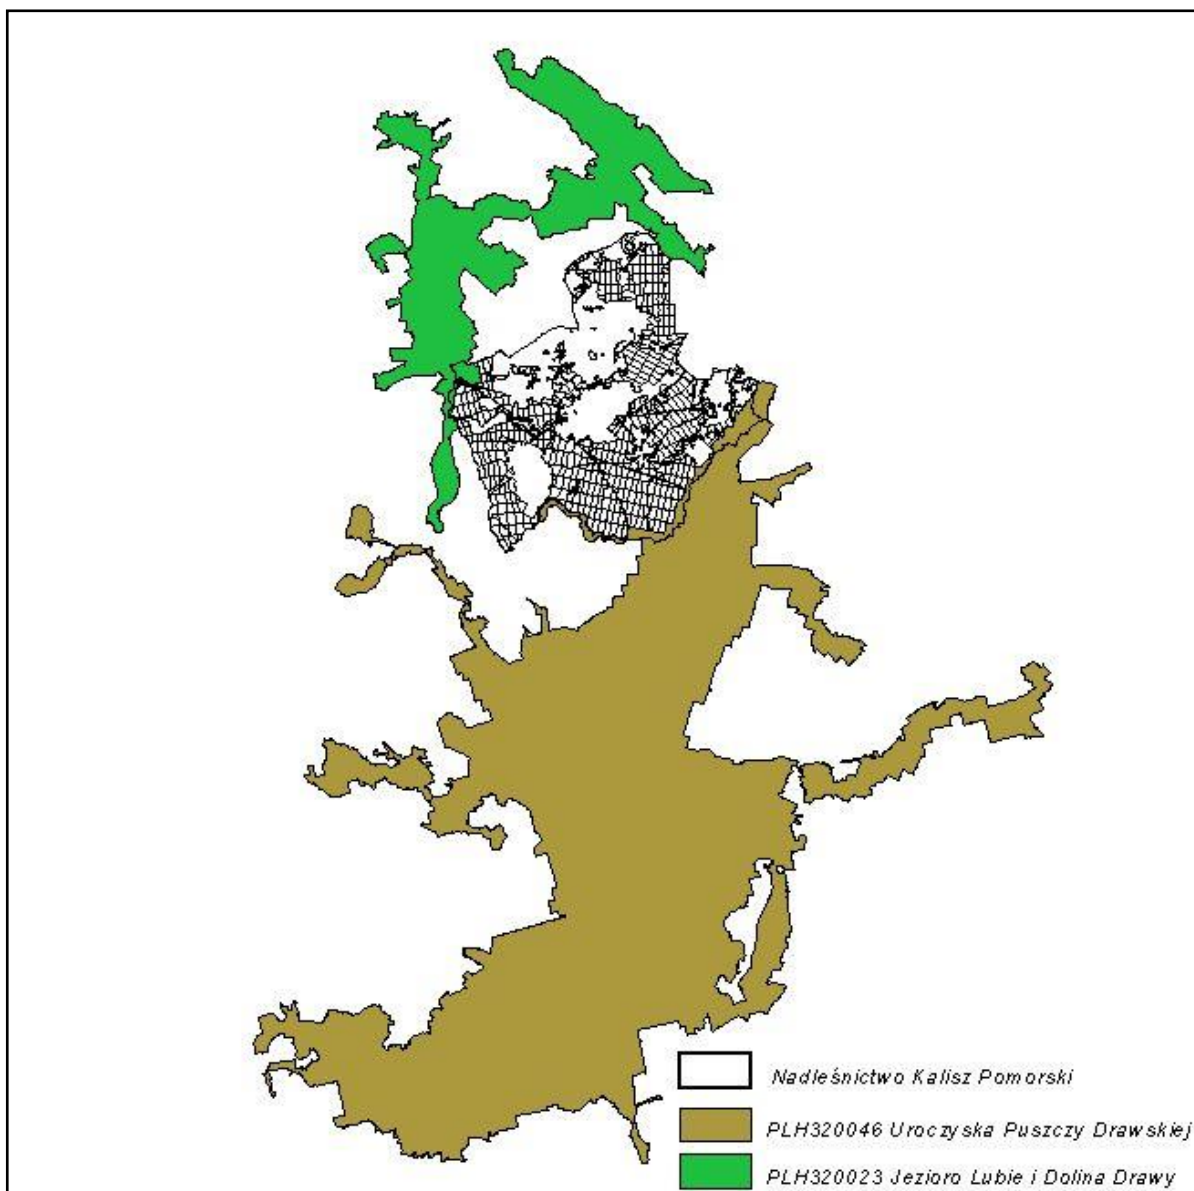 Nadleśnictwo Kalisz Pomorski
PLH320046 Uroczyska Puszczy Drawskiej
PLH320023 Jezioro Lubie i Dolina Drawy